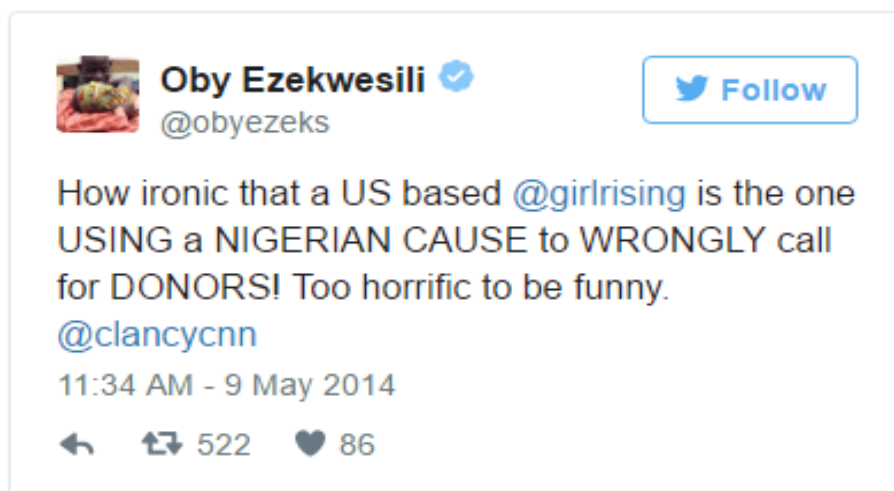 Oby Ezekwesili
@obyezeks
Follow
How ironic that a US based @girlrising is the one
USING a NIGERIAN CAUSE to WRONGLY call
for DONORS! Too horrific to be funny.
@clancycnn
11:34 AM - 9 May 2014
522 86